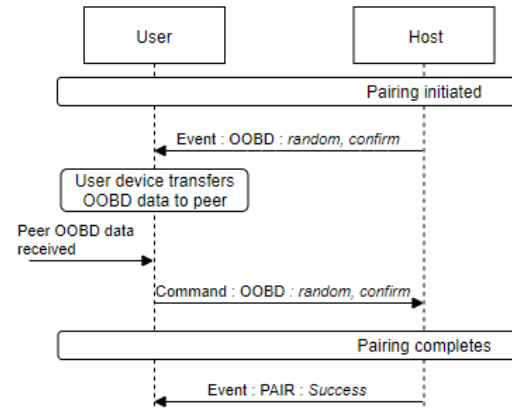 User
Host
Pairing initiated
Event : OOBD : random, confirm
User device transfers
OOBD data to peer
Peer OOBD data
received
Command : OOBD : random, confirm
Pairing completes
Event : PAIR : Success